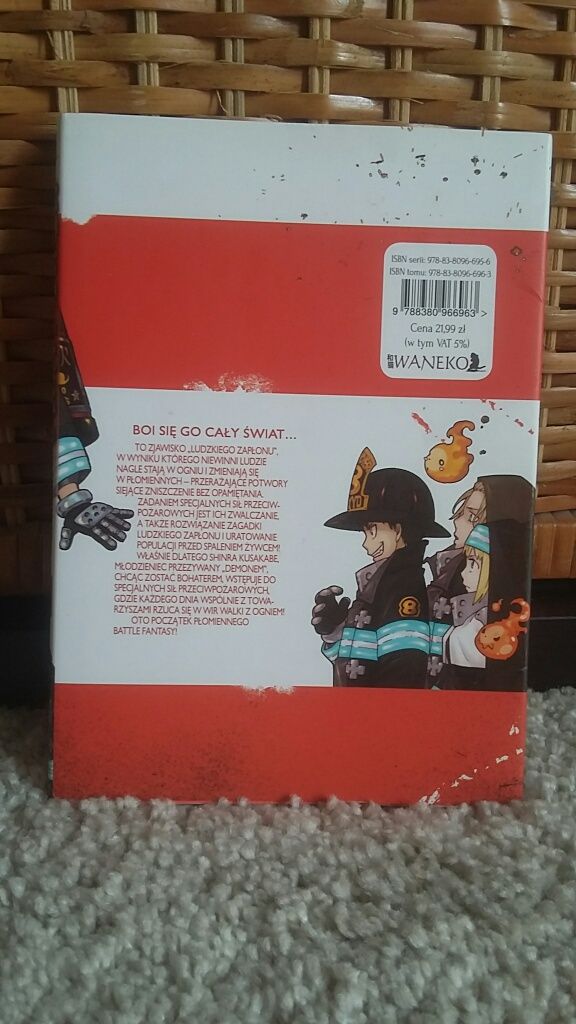 ISBN serii: 978-83-8096-695-6
ISBN tomu: 978-83-8096-696-3
9 788380 966963 >
Cena 21,99 zł
(w tym VAT 5%)
和猫 WANEKO
BOI SIĘ GO CAŁY ŚWIAT...
TO ZJAWISKO „LUDZKIEGO ZAPŁONU”,
W WYNIKU KTÓREGO NIEWINNI LUDZIE
NAGLE STAJĄ W OGNIU I ZMIENIAJĄ SIĘ
W PŁOMIENNYCH – PRZERAŻAJĄCE POTWORY
SIEJĄCE ZNISZCZENIE BEZ OPAMIĘTANIA.
ZADANIEM SPECJALNYCH SIŁ PRZECIW-
POŻAROWYCH JEST ICH ZWALCZANIE,
A TAKŻE ROZWIĄZANIE ZAGADKI
LUDZKIEGO ZAPŁONU I URATOWANIE
POPULACJI PRZED SPALENIEM ŻYWCEM!
WŁAŚNIE DLATEGO SHINRA KUSAKABE,
MŁODZIENIEC PRZEZYWANY „DEMONEM”,
CHCĄC ZOSTAĆ BOHATEREM, WSTĘPUJE DO
SPECJALNYCH SIŁ PRZECIWPOŻAROWYCH,
GDZIE KAŻDEGO DNIA WSPÓLNIE Z TOWA-
RZYSZAMI RZUCA SIĘ W WIR WALKI Z OGNIEM!
OTO POCZĄTEK PŁOMIENNEGO
BATTLE FANTASY!
8